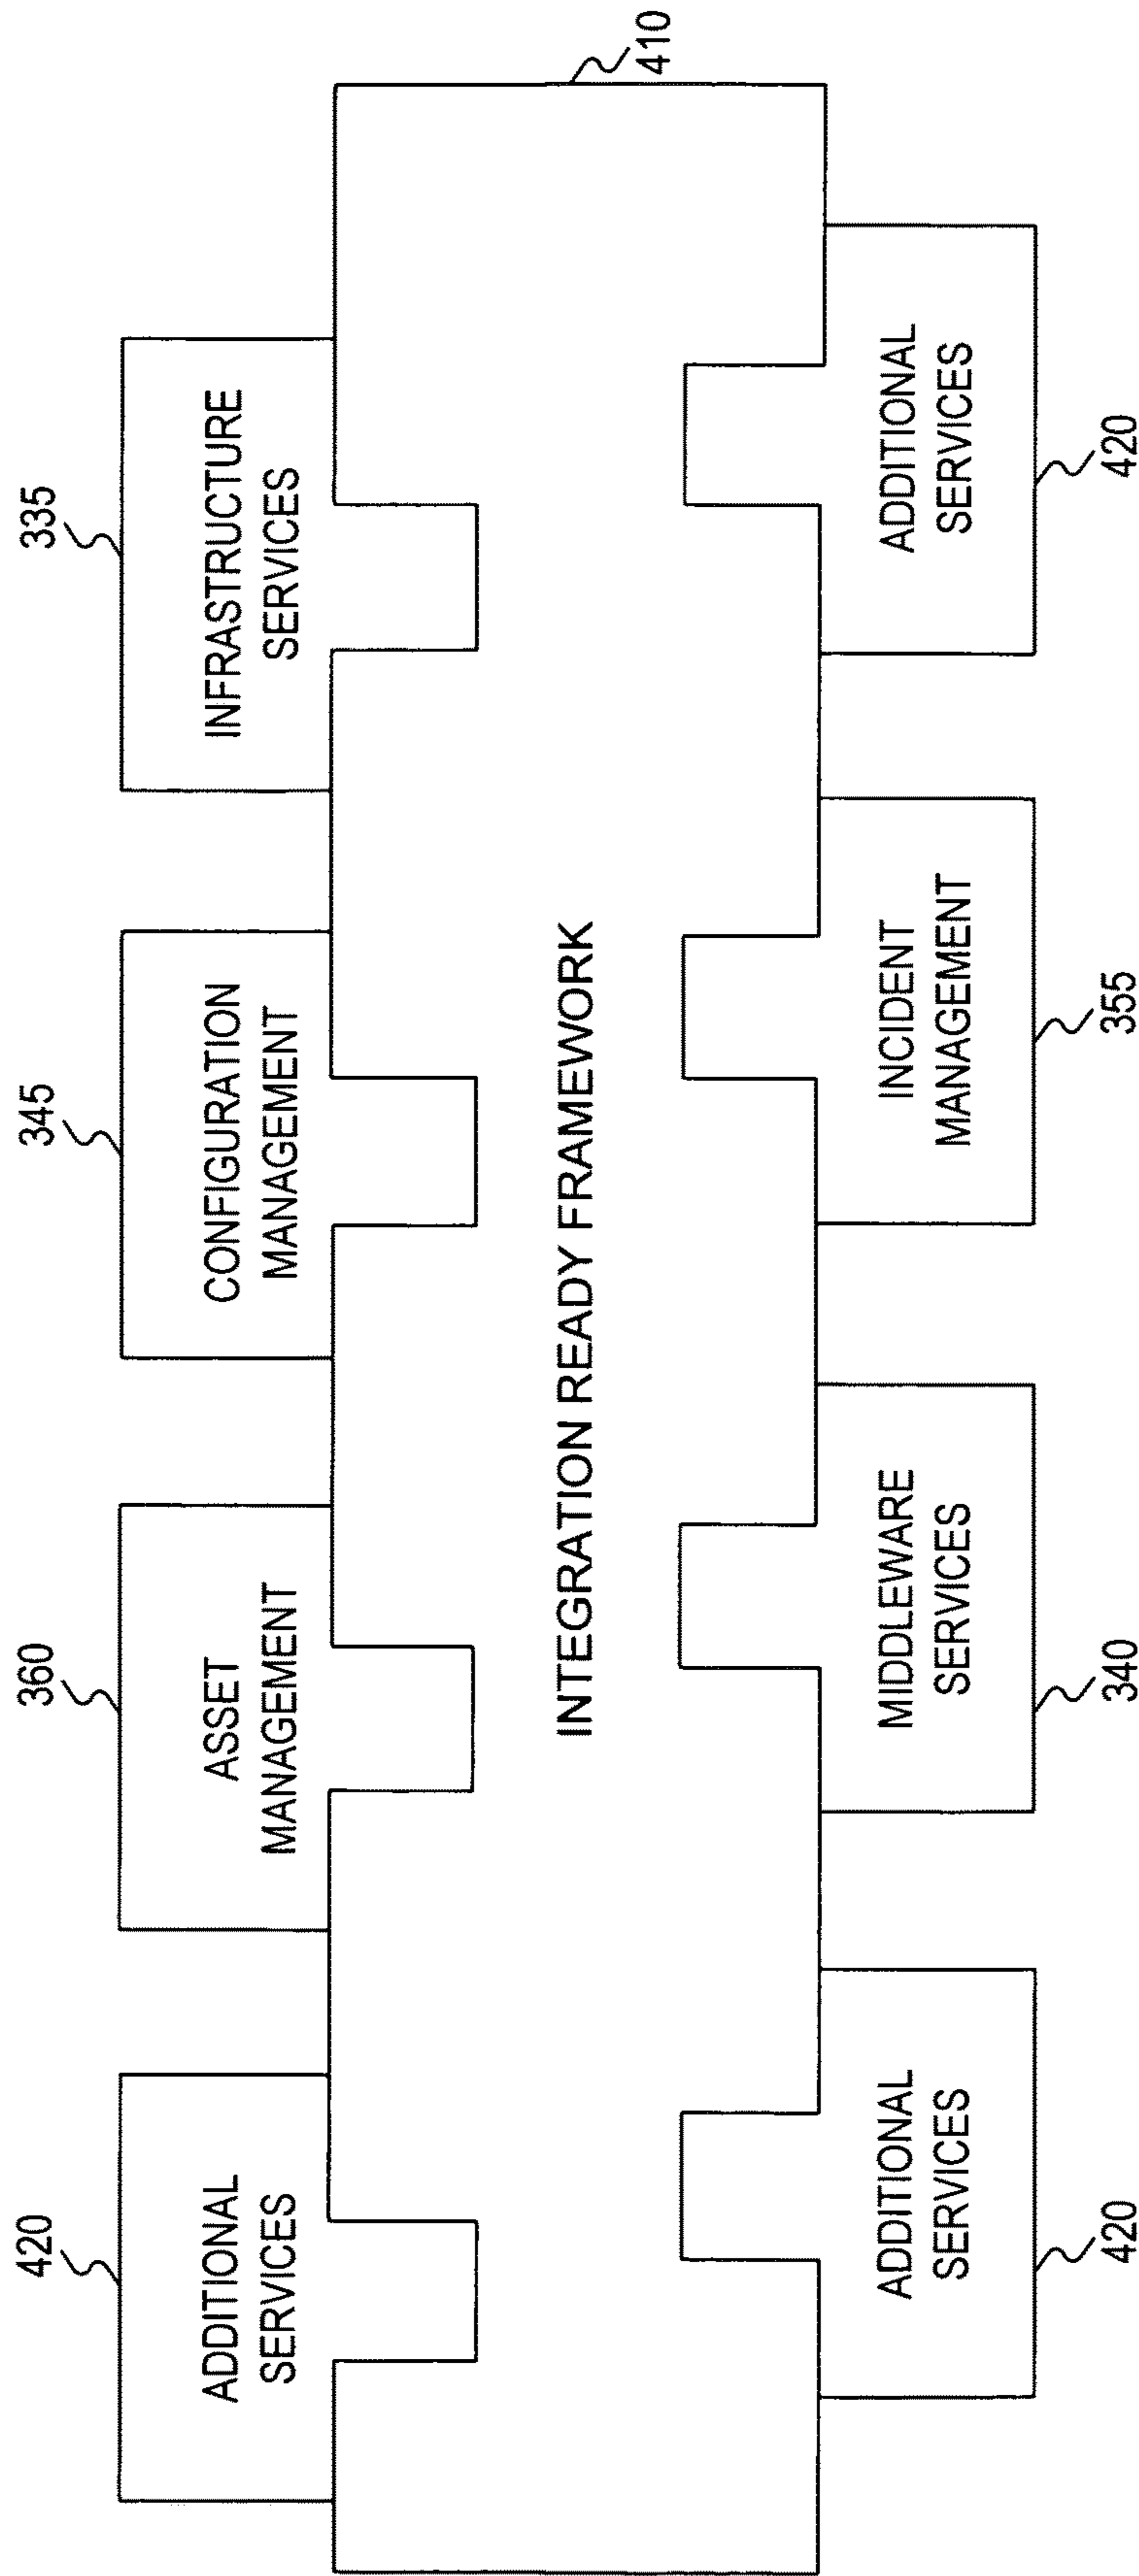 420
ADDITIONAL
SERVICES
360
ASSET
MANAGEMENT
345
CONFIGURATION
MANAGEMENT
335
INFRASTRUCTURE
SERVICES
INTEGRATION READY FRAMEWORK
410
ADDITIONAL
SERVICES
420
MIDDLEWARE
SERVICES
340
INCIDENT
MANAGEMENT
355
ADDITIONAL
SERVICES
420